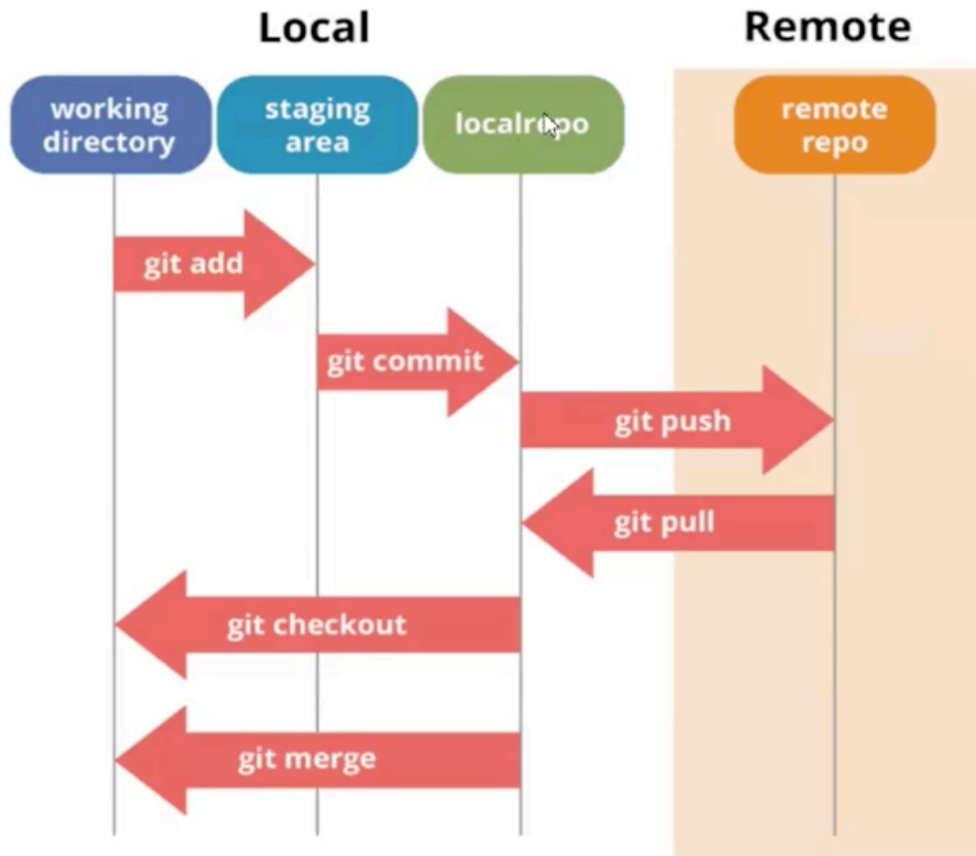 Local
Remote
working
directory
staging
area
localrepo
remote
repo
git add
git commit
git push
git pull
git checkout
git merge